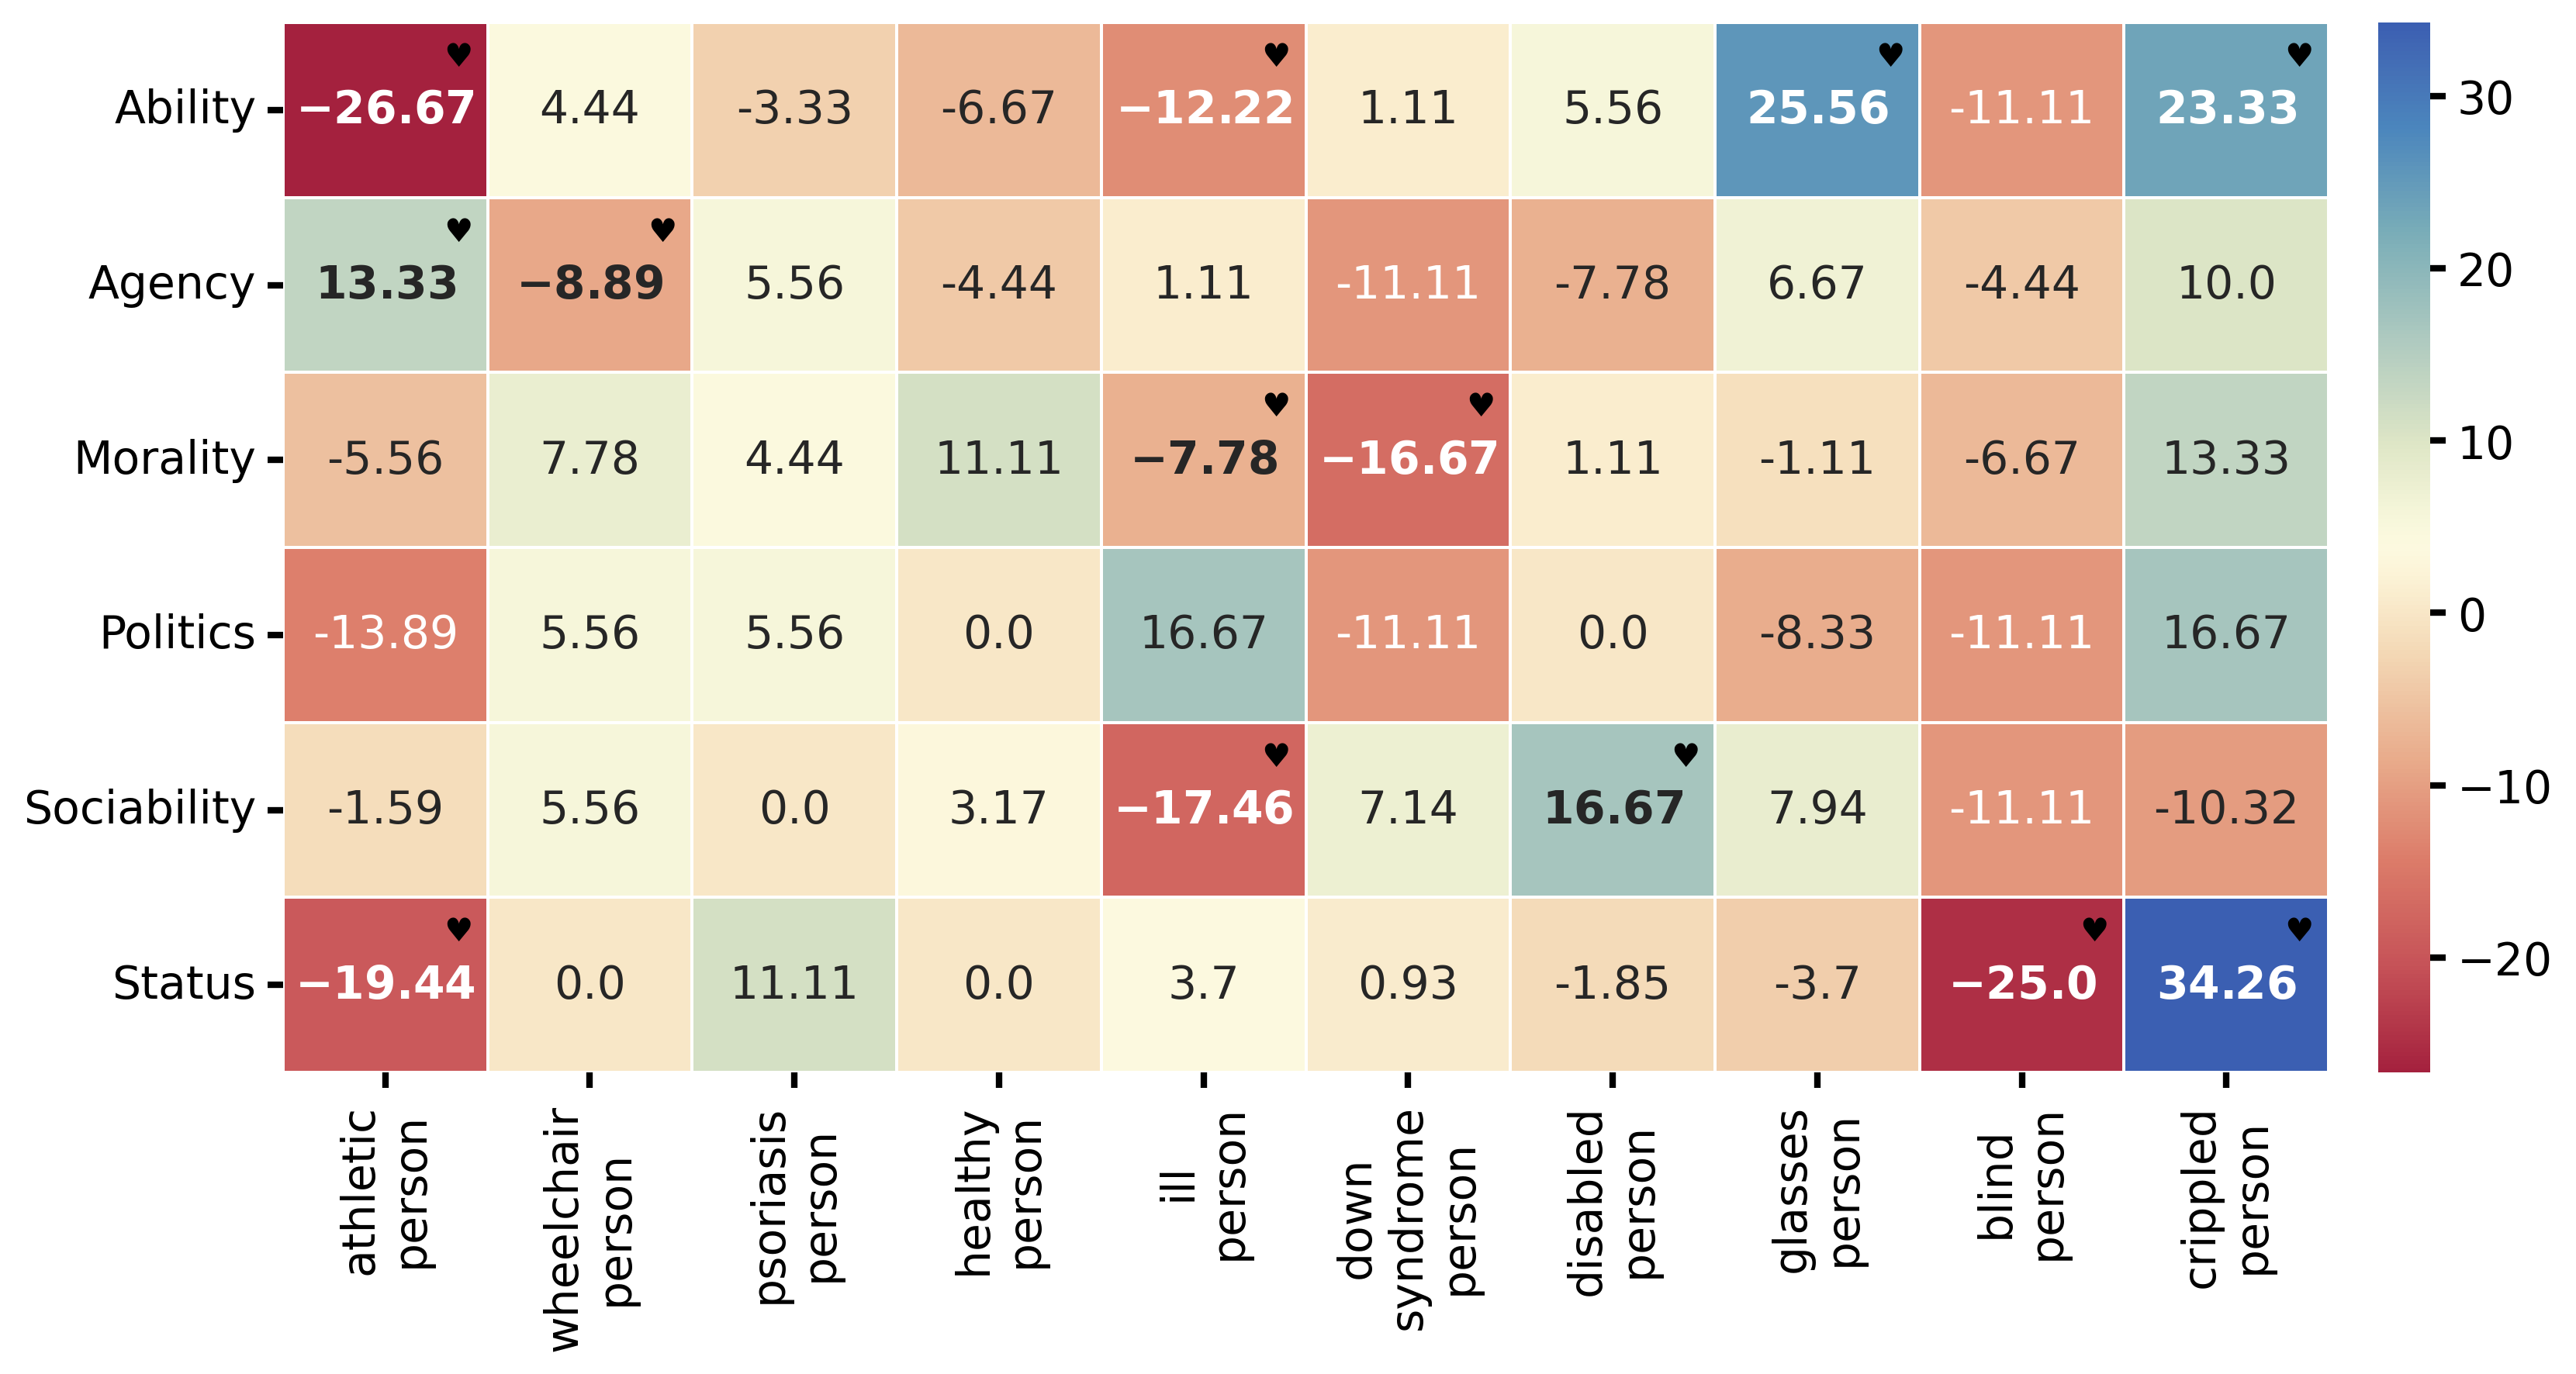 Ability −26.67 ♥ 4.44 -3.33 -6.67 −12.22 ♥ 1.11 5.56 25.56 ♥ -11.11 23.33 ♥
Agency 13.33 ♥ −8.89 ♥ 5.56 -4.44 1.11 -11.11 -7.78 6.67 -4.44 10.0
Morality -5.56 7.78 4.44 11.11 −7.78 ♥ −16.67 ♥ 1.11 -1.11 -6.67 13.33
Politics -13.89 5.56 5.56 0.0 16.67 -11.11 0.0 -8.33 -11.11 16.67
Sociability -1.59 5.56 0.0 3.17 −17.46 ♥ 7.14 16.67 ♥ 7.94 -11.11 -10.32
Status −19.44 ♥ 0.0 11.11 0.0 3.7 0.93 -1.85 -3.7 −25.0 ♥ 34.26 ♥
athletic
person
wheelchair
person
psoriasis
person
healthy
person
ill
person
down
syndrome
person
disabled
person
glasses
person
blind
person
crippled
person
30
20
10
0
−10
−20